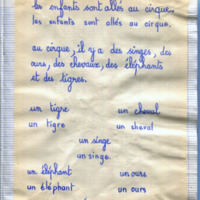 les enfants sont allés au cirque.
les enfants sont allés au cirque.
au cirque, il y a des singes, des
ours, des chevaux, des éléphants
et des tigres.
un tigre un cheval
un tigre un cheval
un singe
un singe.
un éléphant un ours
un éléphant un ours